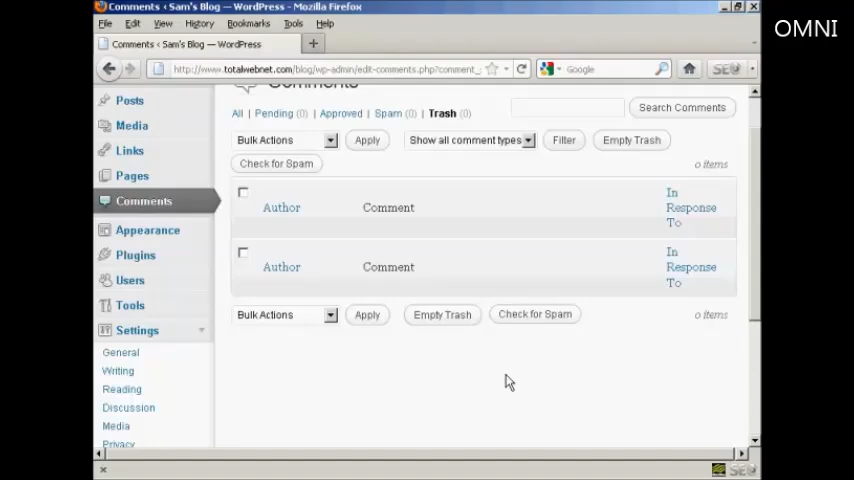 Comments ‹ Sam's Blog — WordPress - Mozilla Firefox
OMNI
File Edit View History Bookmarks Tools Help
Comments ‹ Sam's Blog — WordPress
http://www.totalwebnet.com/blog/wp-admin/edit-comments.php?comment_
Google
SEO
Comments
Posts
Media
Links
Pages
Comments
Appearance
Plugins
Users
Tools
Settings
General
Writing
Reading
Discussion
Media
Privacy
All | Pending (0) | Approved | Spam (0) | Trash (0)
Search Comments
Bulk Actions Apply Show all comment types Filter Empty Trash
Check for Spam
0 items
Author Comment In Response To
Author Comment In Response To
Bulk Actions Apply Empty Trash Check for Spam 0 items
SEO